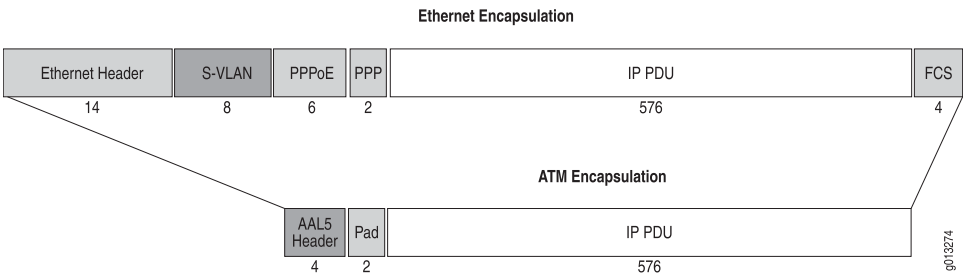 Ethernet Encapsulation
Ethernet Header S-VLAN PPPoE PPP IP PDU FCS
14 8 6 2 576 4
ATM Encapsulation
AAL5
Header Pad IP PDU
4 2 576
g013274